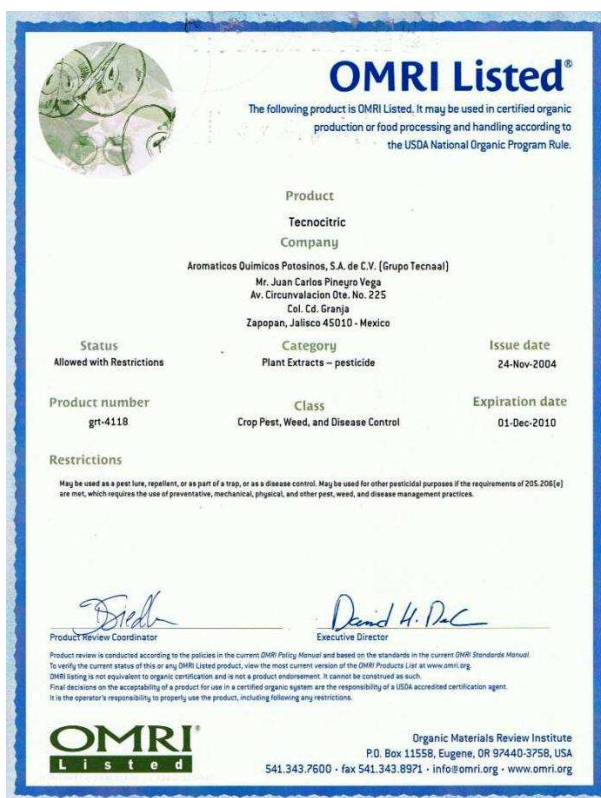 OMRI Listed®
The following product is OMRI Listed. It may be used in certified organic
production or food processing and handling according to
the USDA National Organic Program Rule.
Product
Tecnocitric
Company
Aromaticos Quimicos Potosinos, S.A. de C.V. (Grupo Tecnaal)
Mr. Juan Carlos Pineyro Vega
Av. Circunvalacion Ote. No. 225
Col. Cd. Granja
Zapopan, Jalisco 45010 - Mexico
Status Category Issue date
Allowed with Restrictions Plant Extracts – pesticide 24-Nov-2004
Product number Class Expiration date
grt-4118 Crop Pest, Weed, and Disease Control 01-Dec-2010
Restrictions
May be used as a pest lure, repellent, or as part of a trap, or as a disease control. May be used for other pesticidal purposes if the requirements of 205.206(e)
are met, which requires the use of preventative, mechanical, physical, and other pest, weed, and disease management practices.
Product Review Coordinator Executive Director
Product review is conducted according to the policies in the current OMRI Policy Manual and based on the standards in the current OMRI Standards Manual.
To verify the current status of this or any OMRI Listed product, view the most current version of the OMRI Products List at www.omri.org.
OMRI listing is not equivalent to organic certification and is not a product endorsement. It cannot be construed as such.
Final decisions on the acceptability of a product for use in a certified organic system are the responsibility of a USDA accredited certification agent.
It is the operator's responsibility to properly use the product, including following any restrictions.
OMRI®
Listed
Organic Materials Review Institute
P.O. Box 11558, Eugene, OR 97440-3758, USA
541.343.7600 · fax 541.343.8971 · info@omri.org · www.omri.org